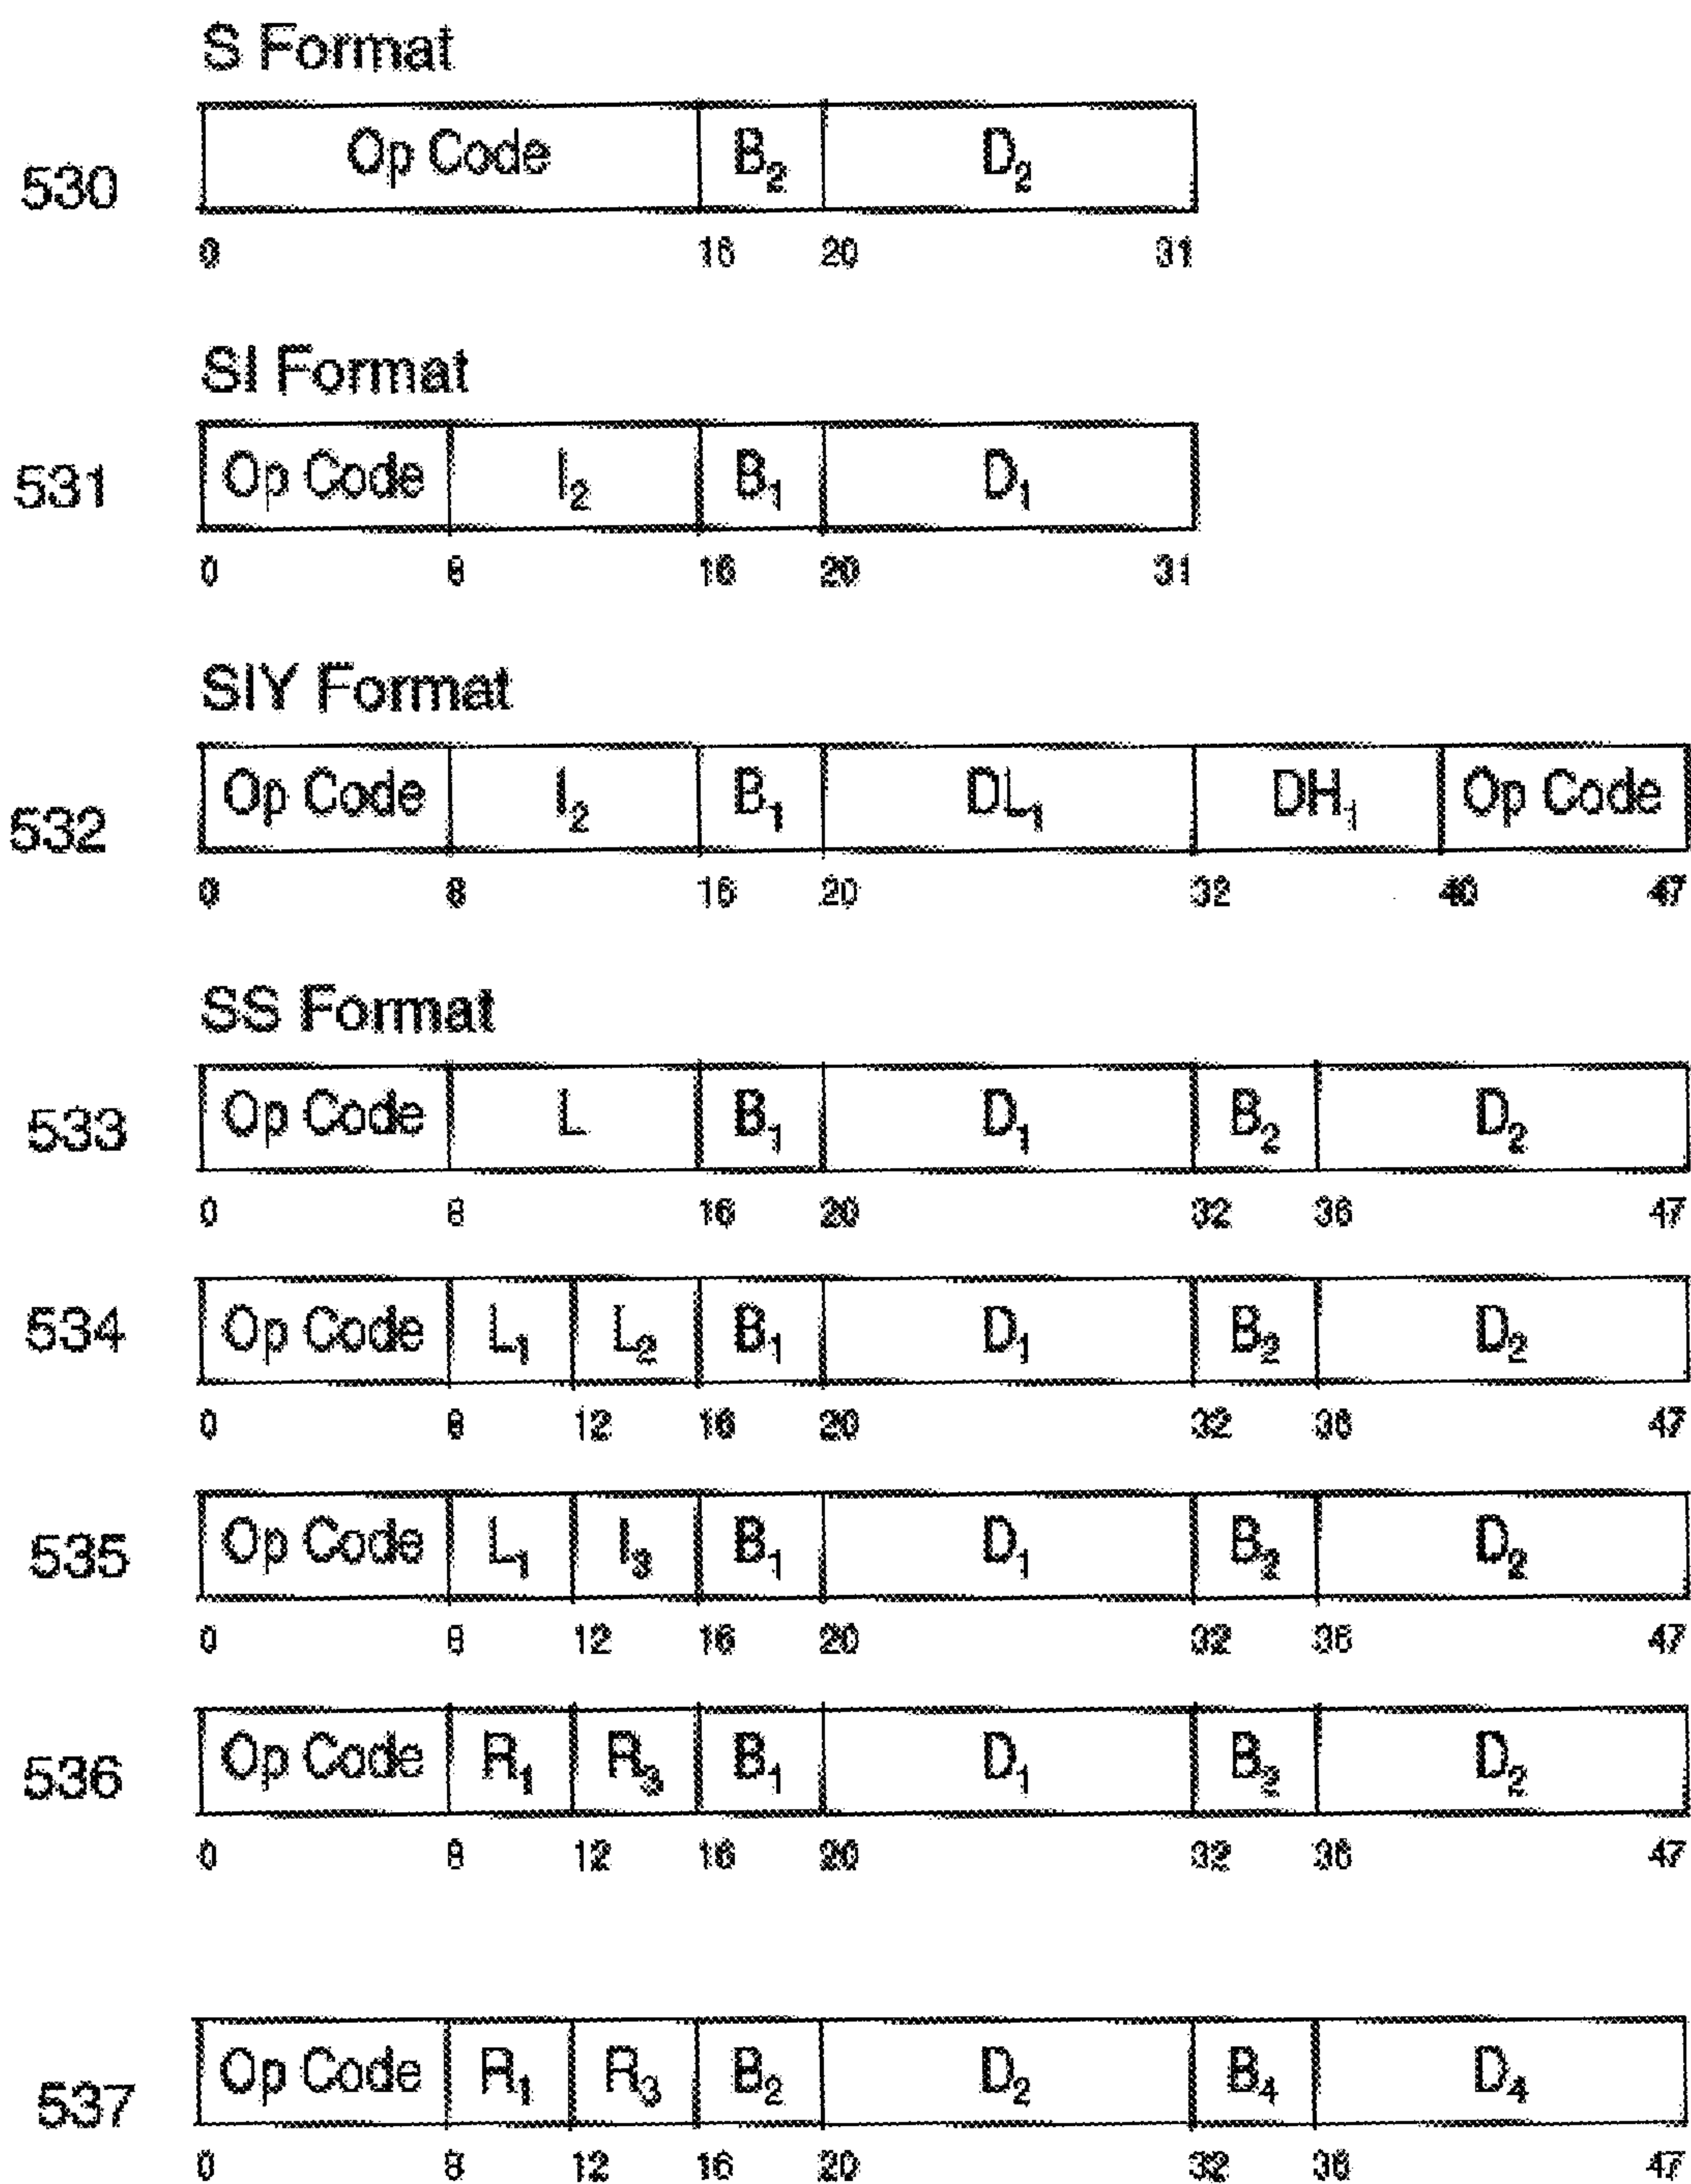 S Format
530 Op Code B₂ D₂
0 16 20 31
SI Format
531 Op Code I₂ B₁ D₁
0 8 16 20 31
SIY Format
532 Op Code I₂ B₁ DL₁ DH₁ Op Code
0 8 16 20 32 40 47
SS Format
533 Op Code L B₁ D₁ B₂ D₂
0 8 16 20 32 36 47
534 Op Code L₁ L₂ B₁ D₁ B₂ D₂
0 8 12 16 20 32 36 47
535 Op Code L₁ I₃ B₁ D₁ B₂ D₂
0 8 12 16 20 32 36 47
536 Op Code R₁ R₃ B₁ D₁ B₂ D₂
0 8 12 16 20 32 36 47
537 Op Code R₁ R₃ B₂ D₂ B₄ D₄
0 8 12 16 20 32 36 47